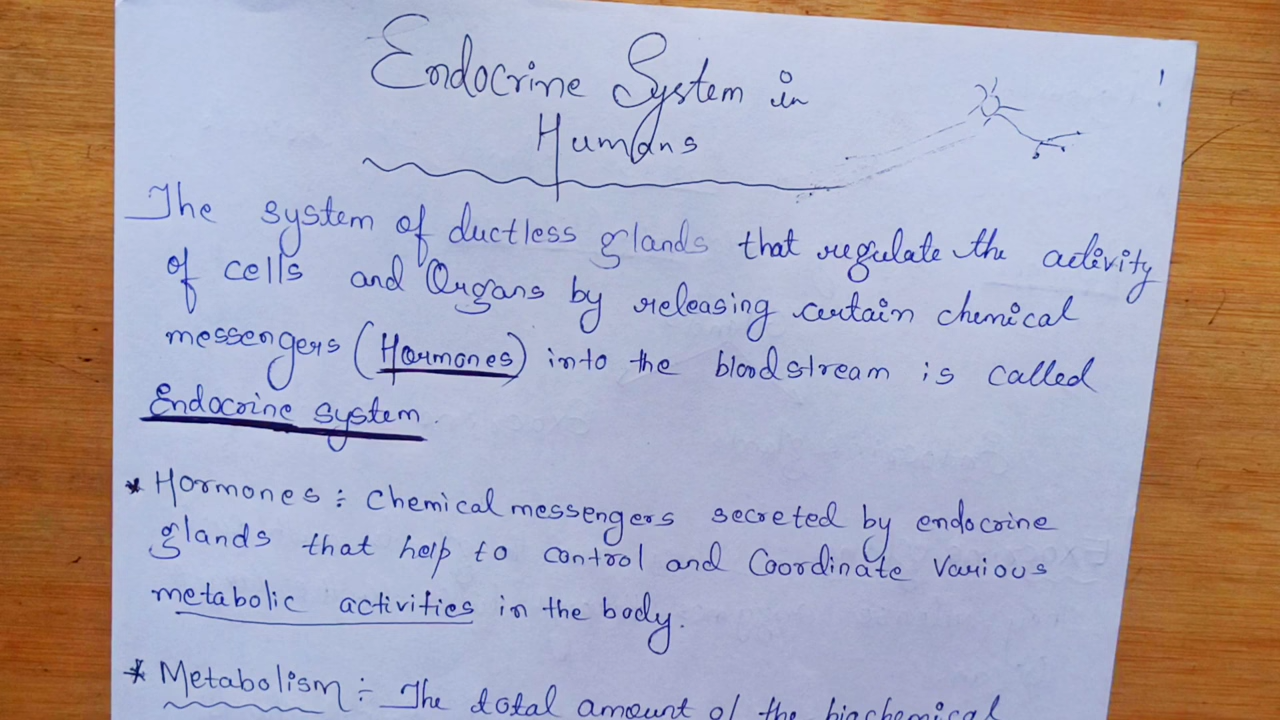 Endocrine System in
Humans
The system of ductless glands that regulate the activity
of cells and Organs by releasing certain chemical
messengers (Hormones) into the bloodstream is called
Endocrine system.
* Hormones : Chemical messengers secreted by endocrine
glands that help to control and Coordinate Various
metabolic activities in the body.
* Metabolism :- The total amount of the biochemical